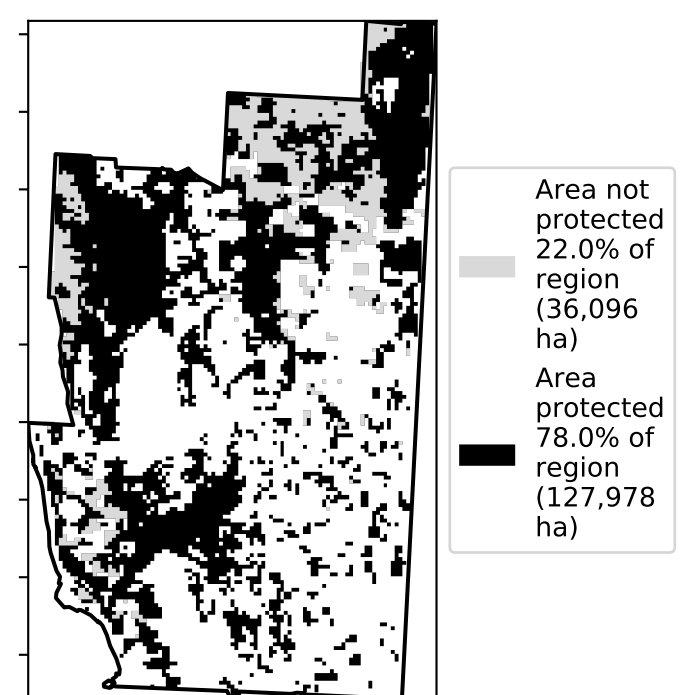 Area not
protected
22.0% of
region
(36,096
ha)
Area
protected
78.0% of
region
(127,978
ha)